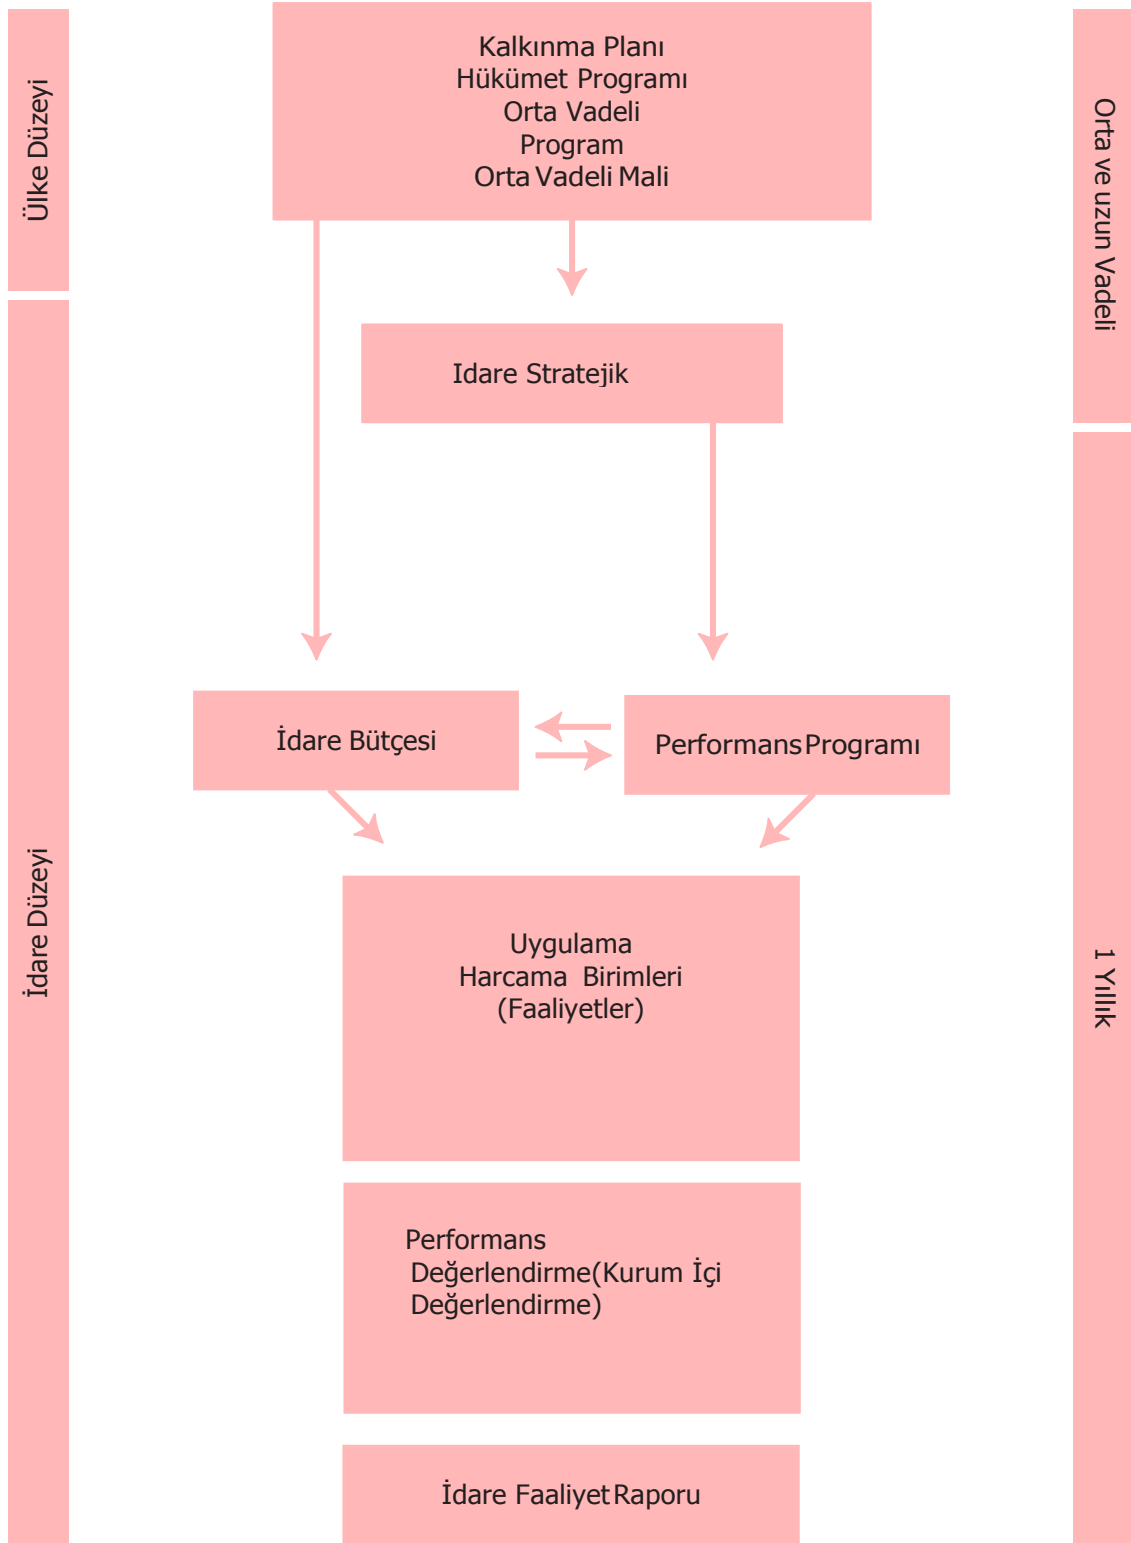 Ülke Düzeyi
Kalkınma Planı
Hükümet Programı
Orta Vadeli
Program
Orta Vadeli Mali
Orta ve uzun Vadeli
Idare Stratejik
İdare Bütçesi
Performans Programı
İdare Düzeyi
Uygulama
Harcama Birimleri
(Faaliyetler)
1 Yıllık
Performans
Değerlendirme(Kurum İçi
Değerlendirme)
İdare Faaliyet Raporu